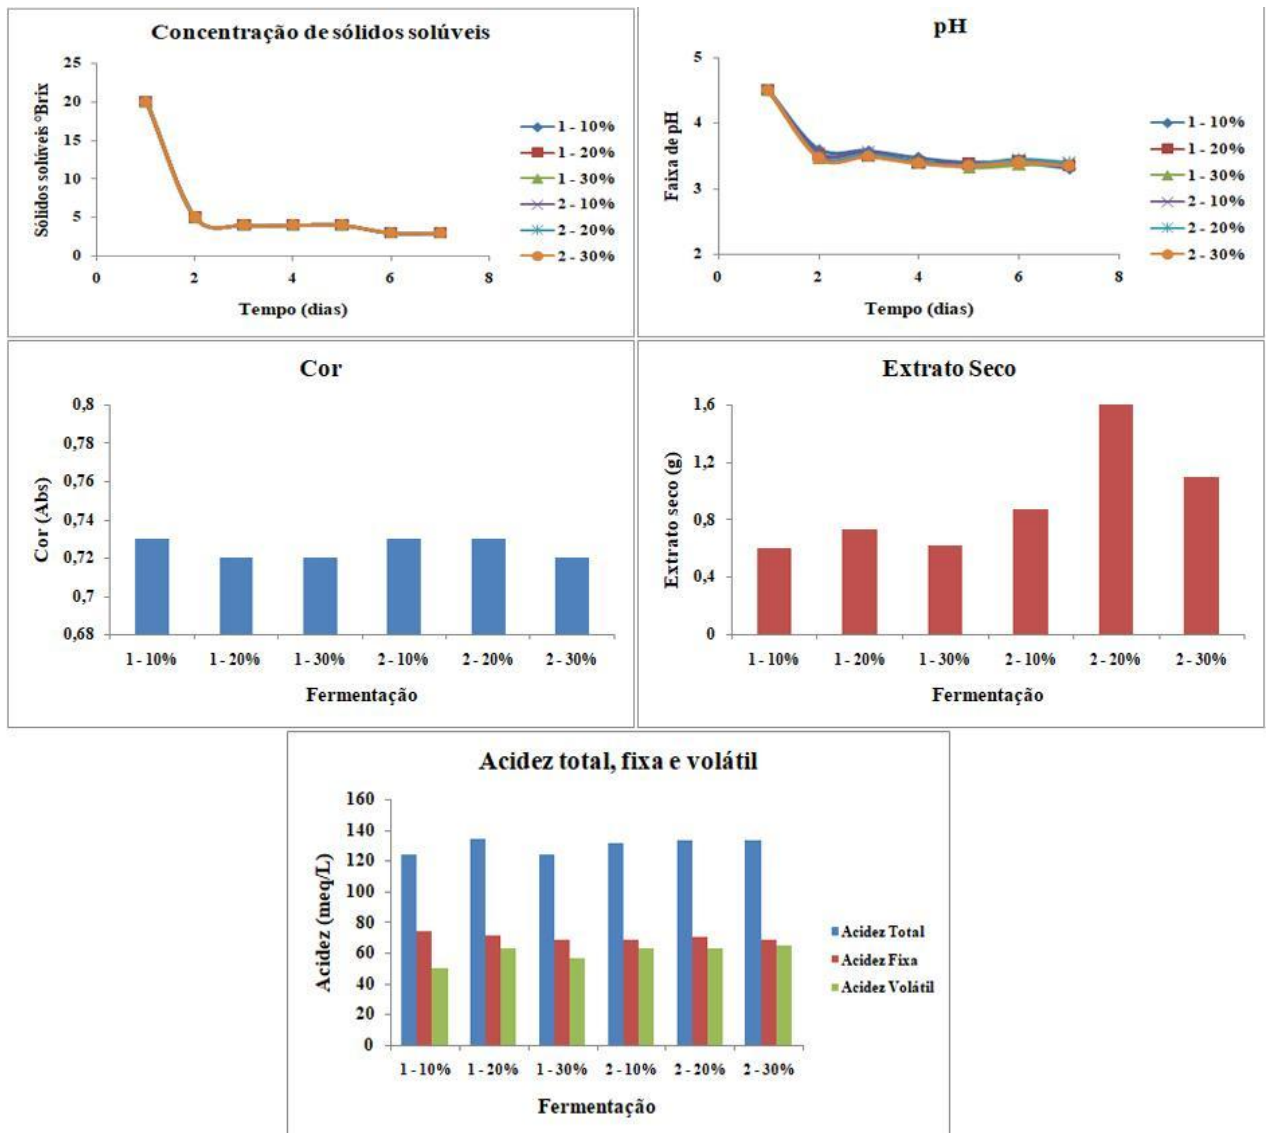 Concentração de sólidos solúveis
Sólidos solúveis °Brix
25
20
15
10
5
0
0 2 4 6 8
Tempo (dias)
1 - 10%
1 - 20%
1 - 30%
2 - 10%
2 - 20%
2 - 30%
pH
Faixa de pH
5
4
3
2
0 2 4 6 8
Tempo (dias)
1 - 10%
1 - 20%
1 - 30%
2 - 10%
2 - 20%
2 - 30%
Cor
Cor (Abs)
0,8
0,78
0,76
0,74
0,72
0,7
0,68
1 - 10% 1 - 20% 1 - 30% 2 - 10% 2 - 20% 2 - 30%
Fermentação
Extrato Seco
Extrato seco (g)
1,6
1,2
0,8
0,4
0
1 - 10% 1 - 20% 1 - 30% 2 - 10% 2 - 20% 2 - 30%
Fermentação
Acidez total, fixa e volátil
Acidez (meq/L)
160
140
120
100
80
60
40
20
0
1 - 10% 1 - 20% 1 - 30% 2 - 10% 2 - 20% 2 - 30%
Fermentação
Acidez Total
Acidez Fixa
Acidez Volátil